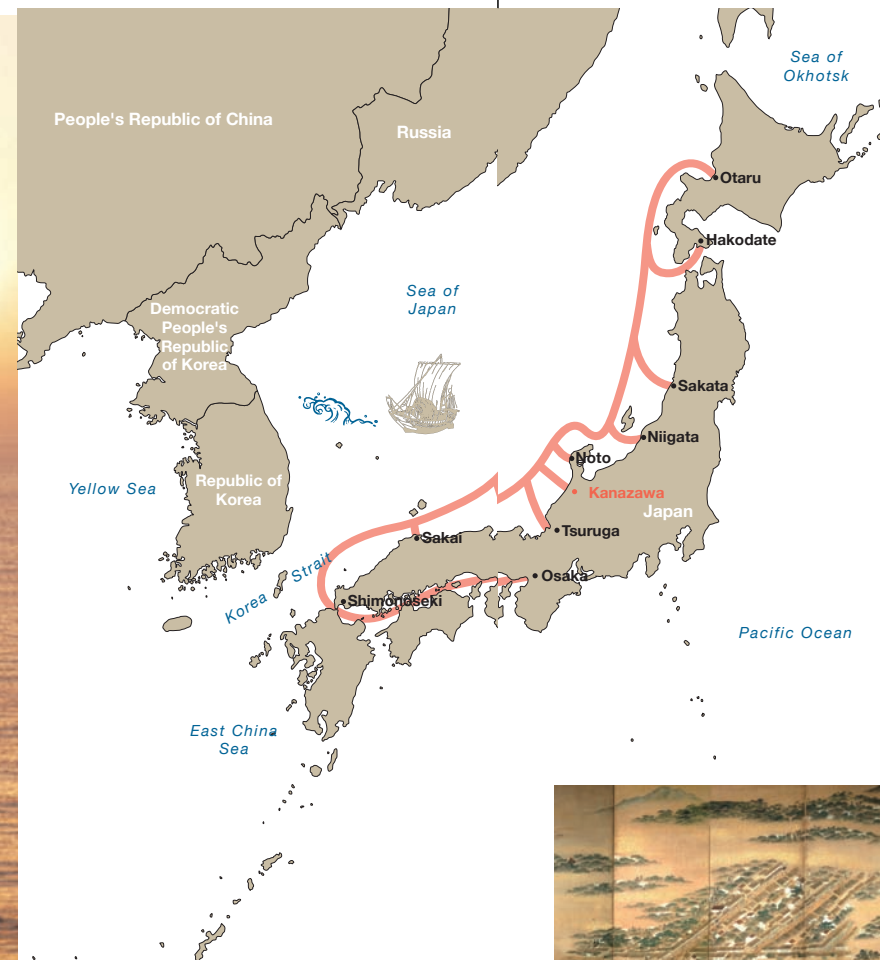 Sea of
Okhotsk
People's Republic of China
Russia
Otaru
Hakodate
Sea of
Japan
Democratic
People's
Republic
of Korea
Sakata
Niigata
Noto
Yellow Sea
Republic of
Korea
Kanazawa
Japan
Tsuruga
Sakai
Korea Strait
Osaka
Shimonoseki
Pacific Ocean
East China
Sea